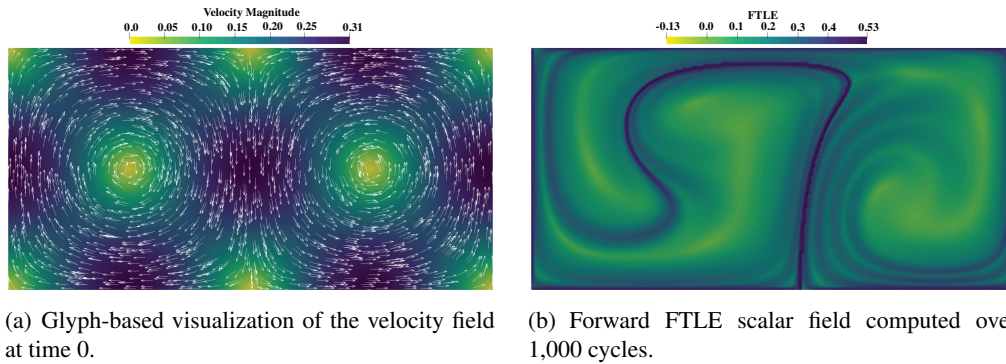 Velocity Magnitude
0.0 0.05 0.10 0.15 0.20 0.25 0.31
FTLE
-0.13 0.0 0.1 0.2 0.3 0.4 0.53
(a) Glyph-based visualization of the velocity field
at time 0.
(b) Forward FTLE scalar field computed ove
1,000 cycles.